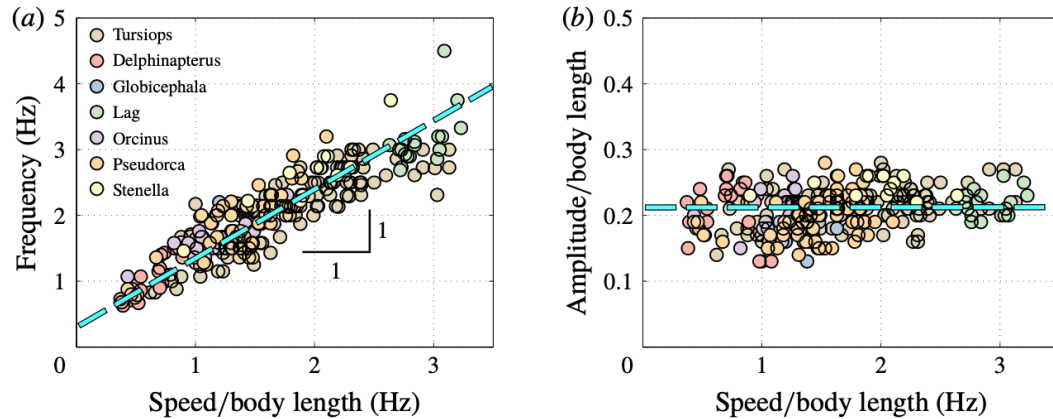 (a)
5
4
3
2
1
0
Frequency (Hz)
Tursiops
Delphinapterus
Globicephala
Lag
Orcinus
Pseudorca
Stenella
1
1
1
2
3
Speed/body length (Hz)
(b)
0.5
0.4
0.3
0.2
0.1
0
Amplitude/body length
1
2
3
Speed/body length (Hz)